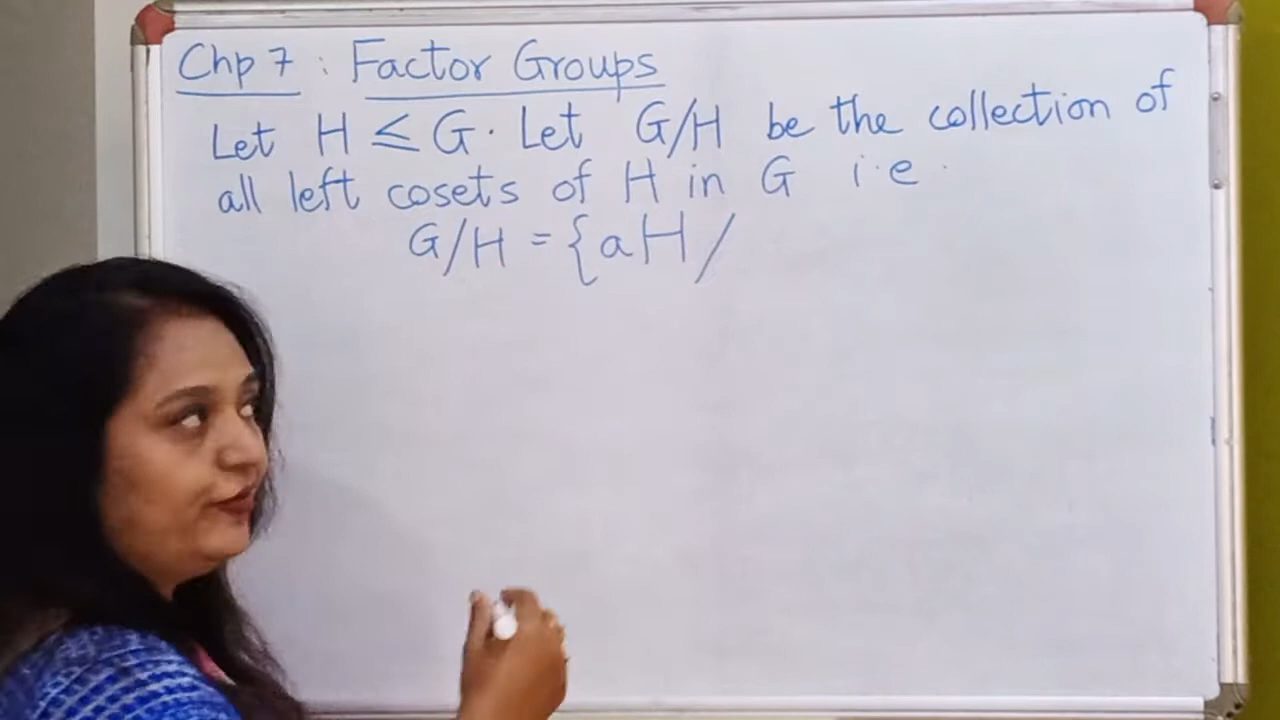 Chp 7 : Factor Groups
Let H ≤ G. Let G/H be the collection of
all left cosets of H in G i.e.
G/H = {aH /